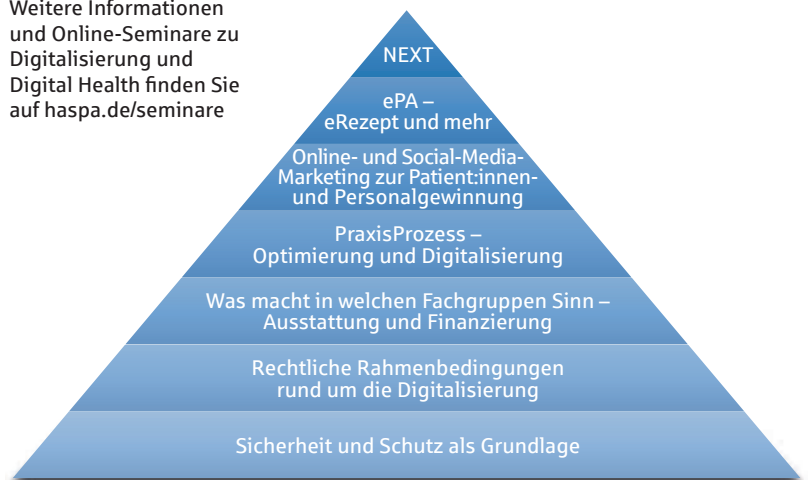 Weitere Informationen
und Online-Seminare zu
Digitalisierung und
Digital Health finden Sie
auf haspa.de/seminare
NEXT
ePA –
eRezept und mehr
Online- und Social-Media-
Marketing zur Patient:innen-
und Personalgewinnung
PraxisProzess –
Optimierung und Digitalisierung
Was macht in welchen Fachgruppen Sinn –
Ausstattung und Finanzierung
Rechtliche Rahmenbedingungen
rund um die Digitalisierung
Sicherheit und Schutz als Grundlage